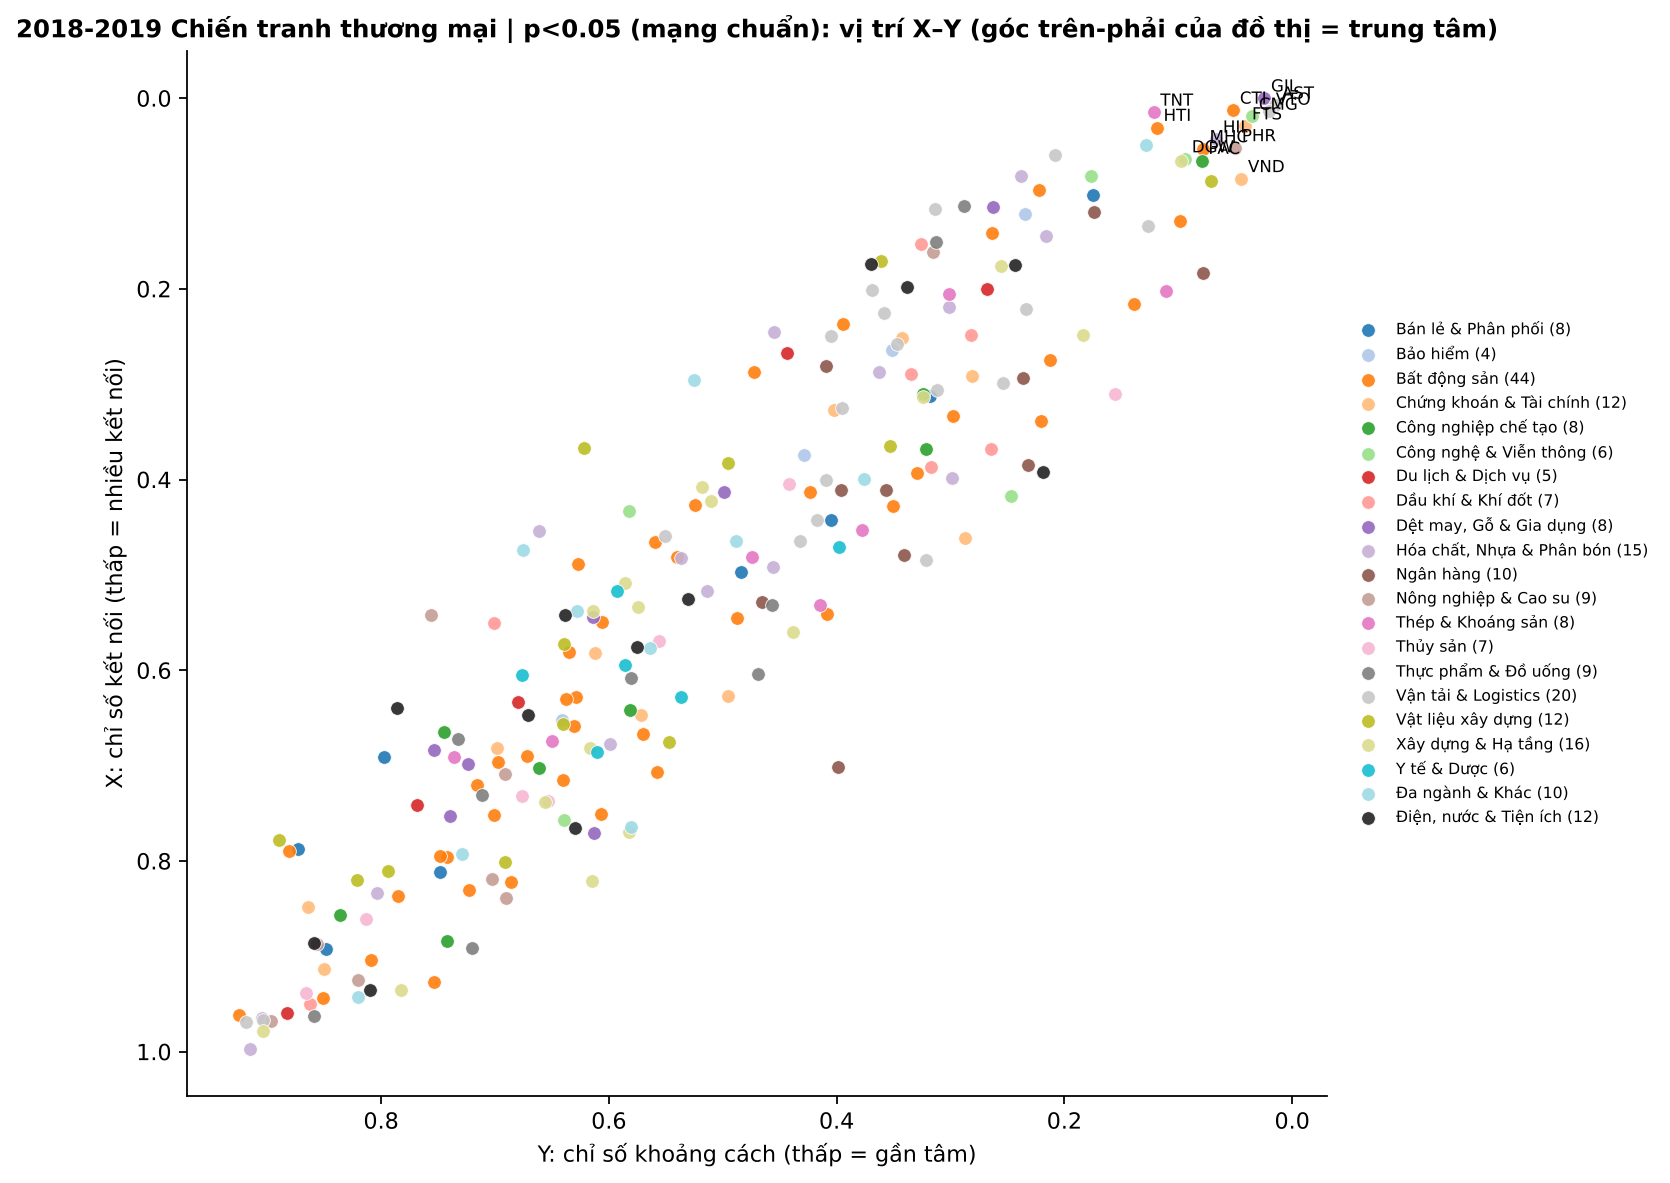 2018-2019 Chiến tranh thương mại | p<0.05 (mạng chuẩn): vị trí X–Y (góc trên-phải của đồ thị = trung tâm)
X: chỉ số kết nối (thấp = nhiều kết nối)
0.0
0.2
0.4
0.6
0.8
1.0
GIL
AST
CTI
VTO
CMG
TNT
HTI
FTS
HII
MHC
PHR
VND
Bán lẻ & Phân phối (8)
Bảo hiểm (4)
Bất động sản (44)
Chứng khoán & Tài chính (12)
Công nghiệp chế tạo (8)
Công nghệ & Viễn thông (6)
Du lịch & Dịch vụ (5)
Dầu khí & Khí đốt (7)
Dệt may, Gỗ & Gia dụng (8)
Hóa chất, Nhựa & Phân bón (15)
Ngân hàng (10)
Nông nghiệp & Cao su (9)
Thép & Khoáng sản (8)
Thủy sản (7)
Thực phẩm & Đồ uống (9)
Vận tải & Logistics (20)
Vật liệu xây dựng (12)
Xây dựng & Hạ tầng (16)
Y tế & Dược (6)
Đa ngành & Khác (10)
Điện, nước & Tiện ích (12)
0.8
0.6
0.4
0.2
0.0
Y: chỉ số khoảng cách (thấp = gần tâm)